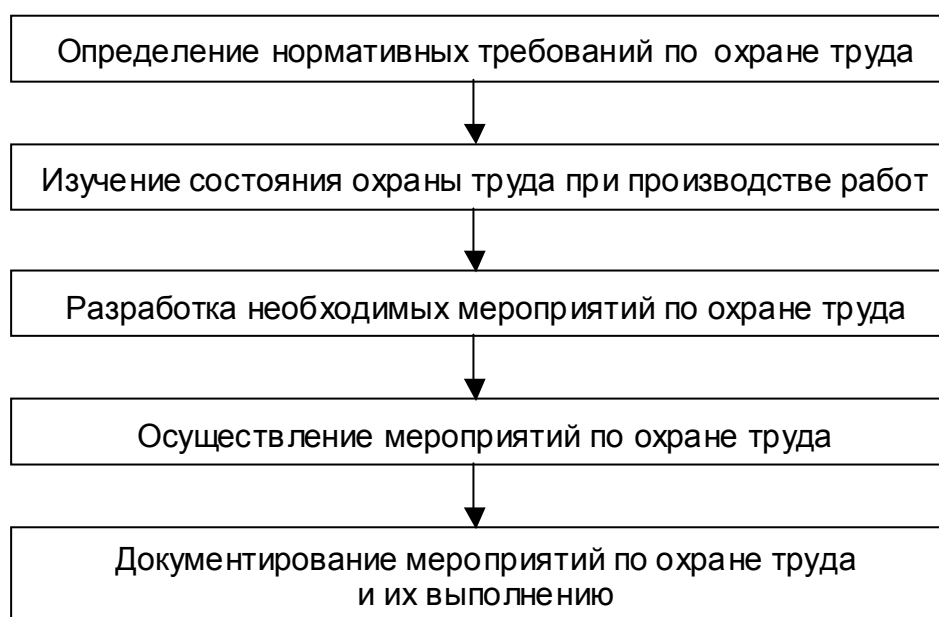 Определение нормативных требований по охране труда
Изучение состояния охраны труда при производстве работ
Разработка необходимых мероприятий по охране труда
Осуществление мероприятий по охране труда
Документирование мероприятий по охране труда
и их выполнению